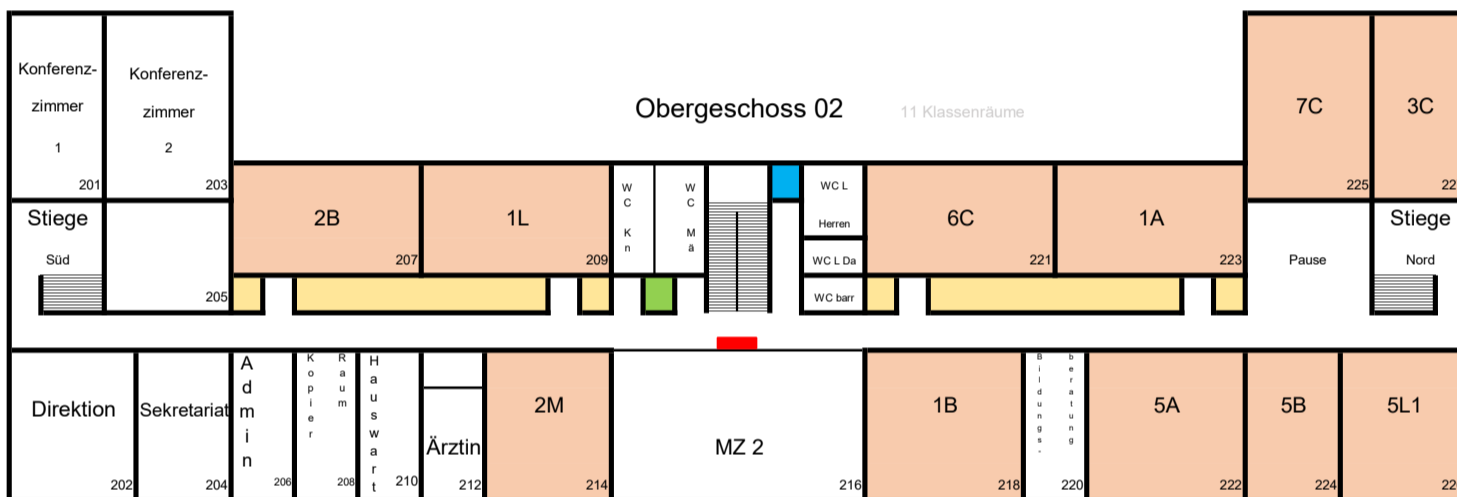 Konferenz-
zimmer
1
201
Konferenz-
zimmer
2
203
Obergeschoss 02
11 Klassenräume
7C
225
3C
Stiege
Süd
205
2B
207
1L
209
WC Kn
WC Mä
WC L
Herren
WC L Da
WC barr
6C
221
1A
223
Pause
Stiege
Nord
Direktion
202
Sekretariat
204
Admin
206
Kopier
Raum
208
Hauswart
210
Ärztin
212
2M
214
MZ 2
216
1B
218
Bildungs-
beratung
220
5A
222
5B
224
5L1